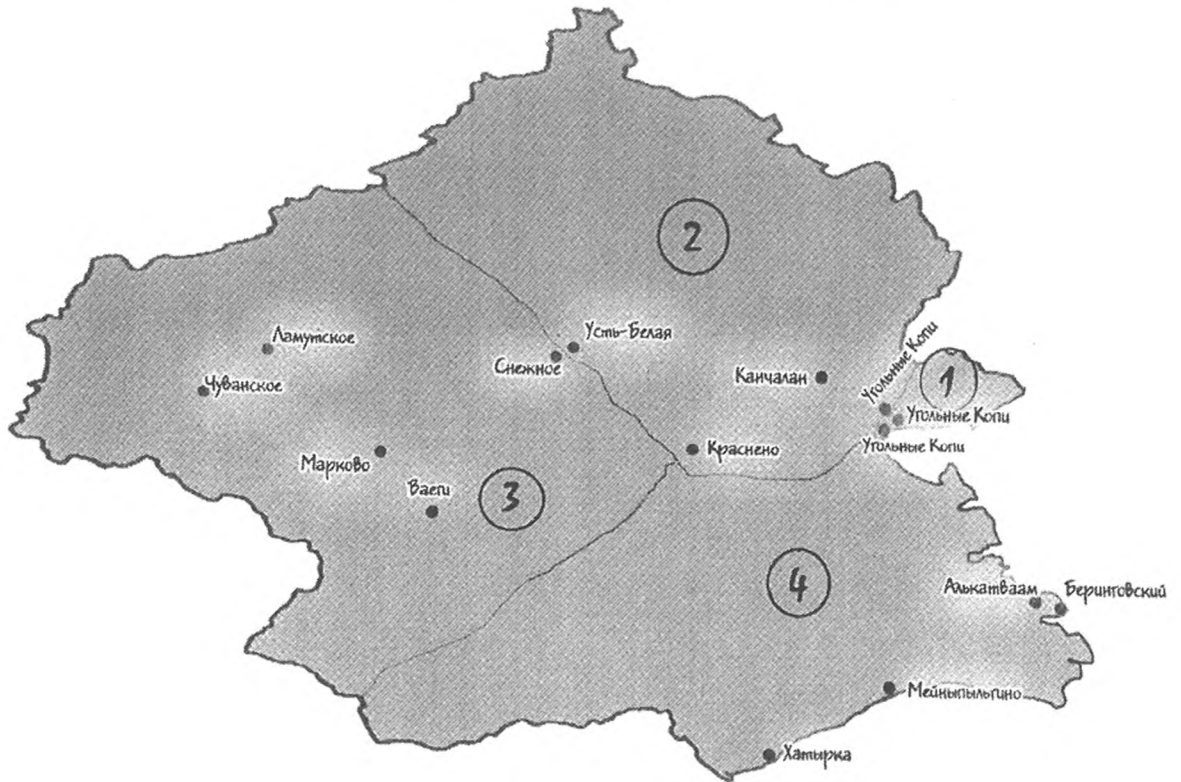 2
Усть-Белая
Ламутское
Снежное
Угольные Копи
Канчалан
1
Чуванское
Угольные Копи
Угольные Копи
Марково
Краснено
Ваеги
3
4
Алькатваам
Беринговский
Мейныпыльгино
Хатырка